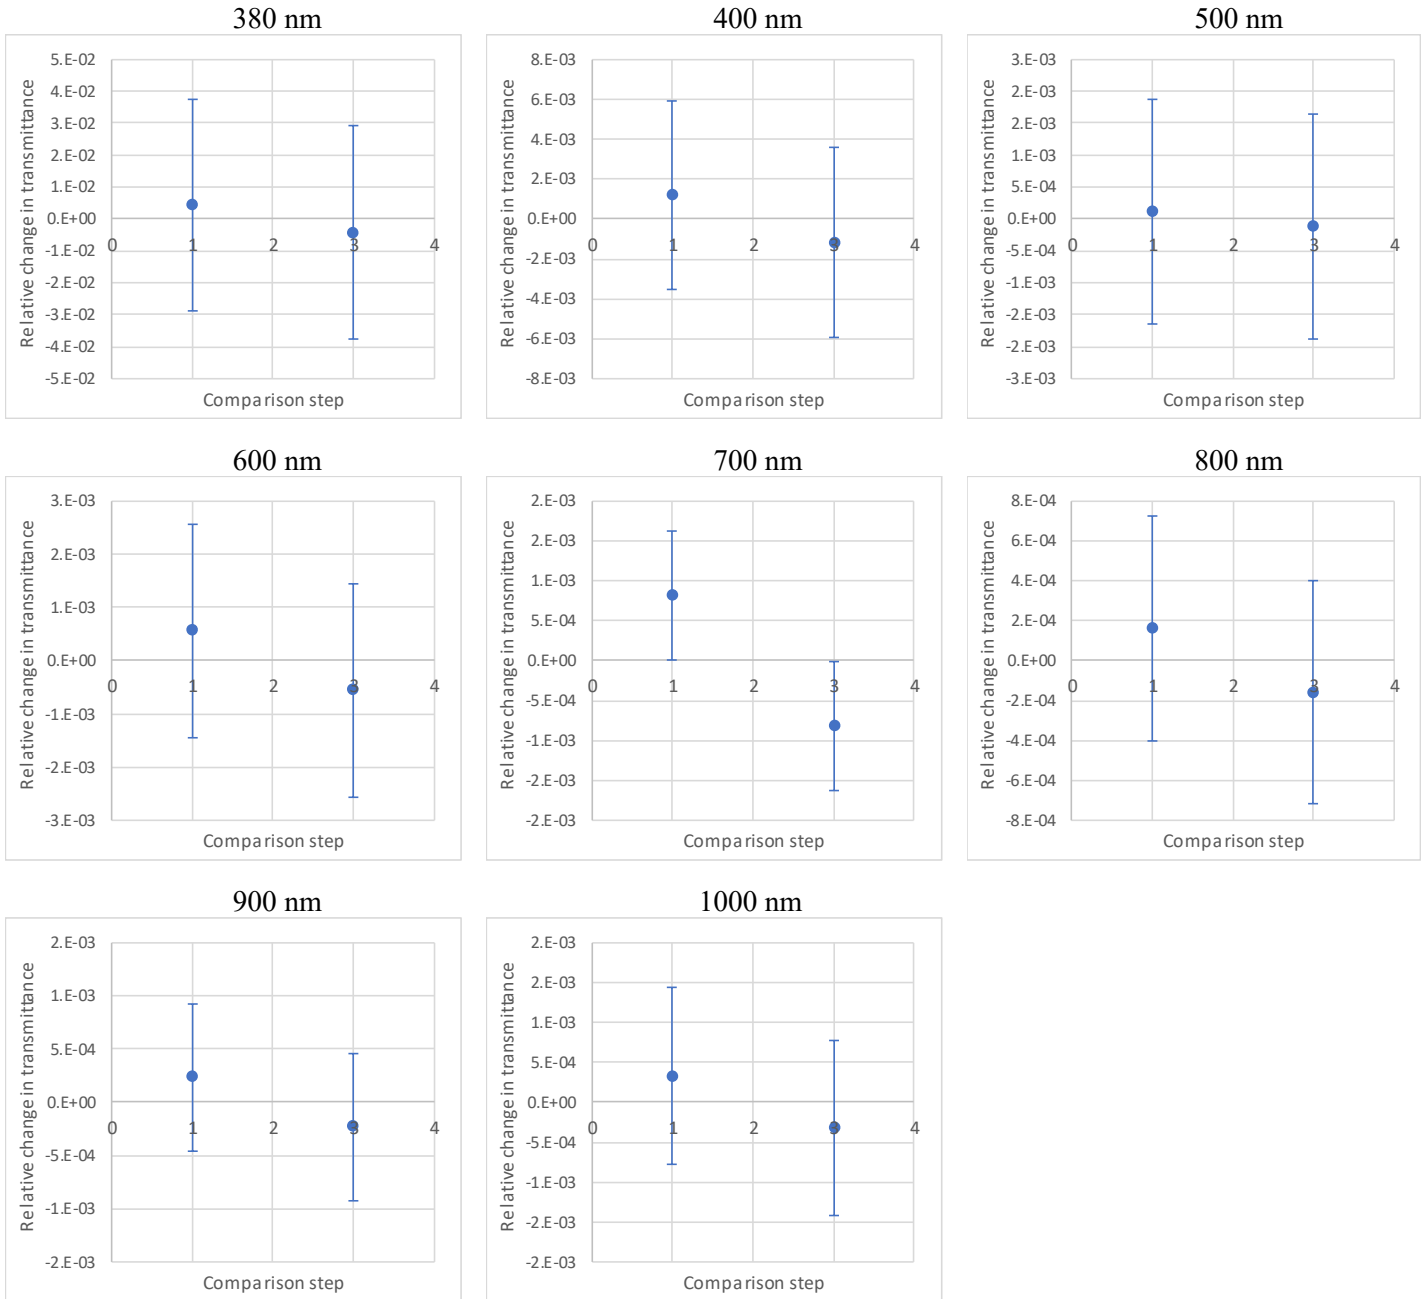 380 nm
5.E-02
4.E-02
3.E-02
2.E-02
1.E-02
0.E+00
-1.E-02
-2.E-02
-3.E-02
-4.E-02
-5.E-02
0 1 2 3 4
Relative change in transmittance
Comparison step
400 nm
8.E-03
6.E-03
4.E-03
2.E-03
0.E+00
-2.E-03
-4.E-03
-6.E-03
-8.E-03
0 1 2 3 4
Relative change in transmittance
Comparison step
500 nm
3.E-03
2.E-03
2.E-03
1.E-03
5.E-04
0.E+00
-5.E-04
-1.E-03
-2.E-03
-2.E-03
-3.E-03
0 1 2 3 4
Relative change in transmittance
Comparison step
600 nm
3.E-03
2.E-03
1.E-03
0.E+00
-1.E-03
-2.E-03
-3.E-03
0 1 2 3 4
Relative change in transmittance
Comparison step
700 nm
2.E-03
2.E-03
1.E-03
5.E-04
0.E+00
-5.E-04
-1.E-03
-2.E-03
-2.E-03
0 1 2 3 4
Relative change in transmittance
Comparison step
800 nm
8.E-04
6.E-04
4.E-04
2.E-04
0.E+00
-2.E-04
-4.E-04
-6.E-04
-8.E-04
0 1 2 3 4
Relative change in transmittance
Comparison step
900 nm
2.E-03
1.E-03
5.E-04
0.E+00
-5.E-04
-1.E-03
-2.E-03
0 1 2 3 4
Relative change in transmittance
Comparison step
1000 nm
2.E-03
2.E-03
1.E-03
5.E-04
0.E+00
-5.E-04
-1.E-03
-2.E-03
-2.E-03
0 1 2 3 4
Relative change in transmittance
Comparison step